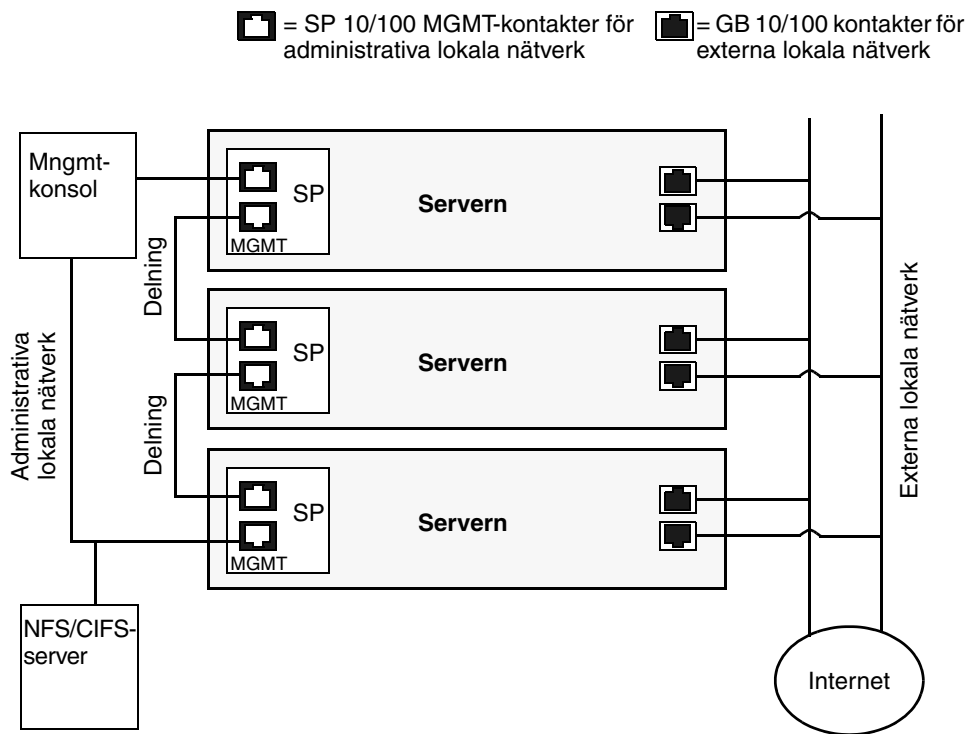 = SP 10/100 MGMT-kontakter för
administrativa lokala nätverk
= GB 10/100 kontakter för
externa lokala nätverk
Mngmt-
konsol
SP
MGMT
Servern
Delning
SP
MGMT
Servern
Delning
SP
MGMT
Servern
Administrativa
lokala nätverk
Externa lokala nätverk
NFS/CIFS-
server
Internet